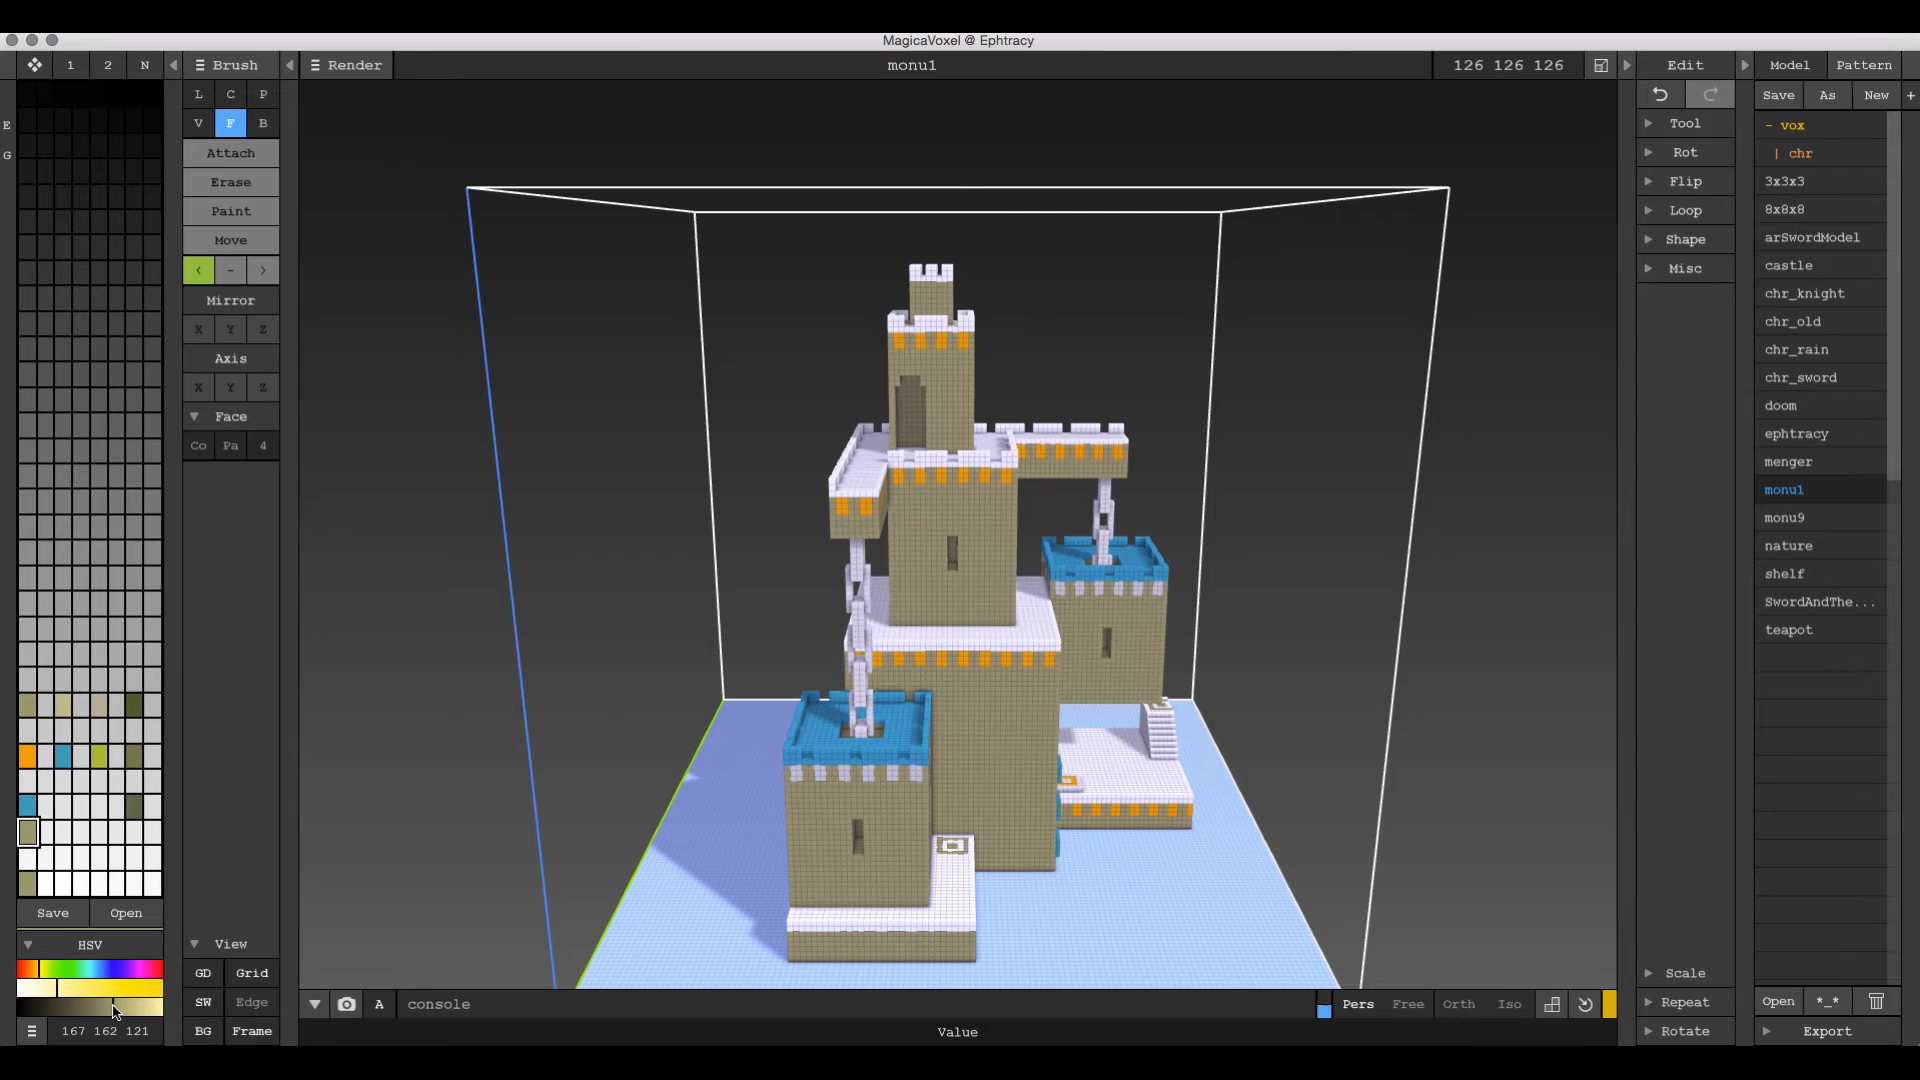 MagicaVoxel @ Ephtracy
1 2 N Brush Render monu1 126 126 126 Edit Model Pattern
L C P
Save As New +
E
V F B
Tool
- vox
G
Attach
Rot
| chr
Erase
Flip
3x3x3
Paint
Loop
8x8x8
Move
Shape
arSwordModel
< - >
Misc
castle
Mirror
chr_knight
X Y Z
chr_old
Axis
chr_rain
X Y Z
chr_sword
Face
doom
Co Pa 4
ephtracy
menger
monu1
monu9
nature
shelf
SwordAndThe...
teapot
Save Open
HSV
View
GD Grid
Scale
SW Edge
A console
Pers Free Orth Iso
Repeat
Open *_*
167 162 121
BG Frame
Value
Rotate
Export